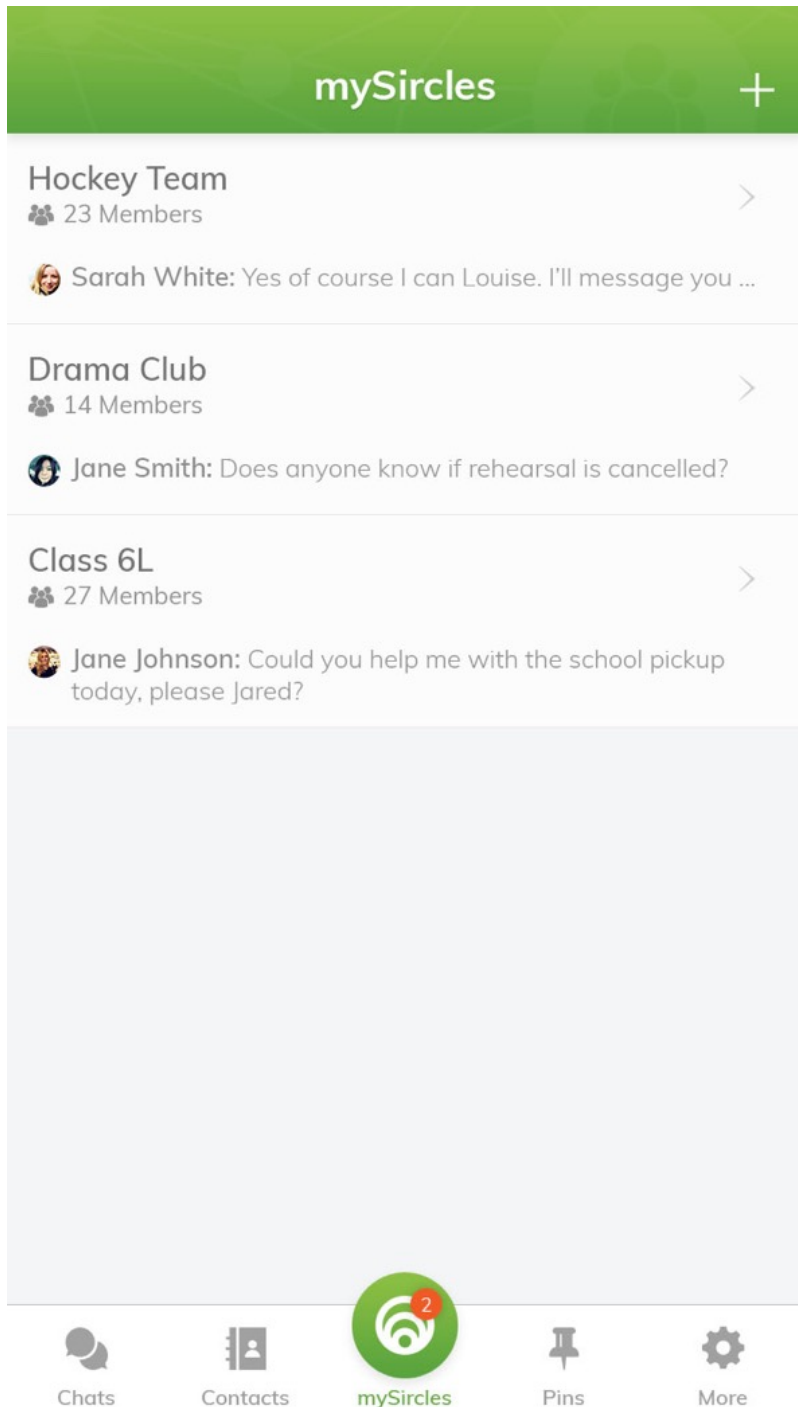 mySircles
Hockey Team
23 Members
Sarah White: Yes of course I can Louise. I'll message you ...
Drama Club
14 Members
Jane Smith: Does anyone know if rehearsal is cancelled?
Class 6L
27 Members
Jane Johnson: Could you help me with the school pickup
today, please Jared?
2
Chats
Contacts
mySircles
Pins
More